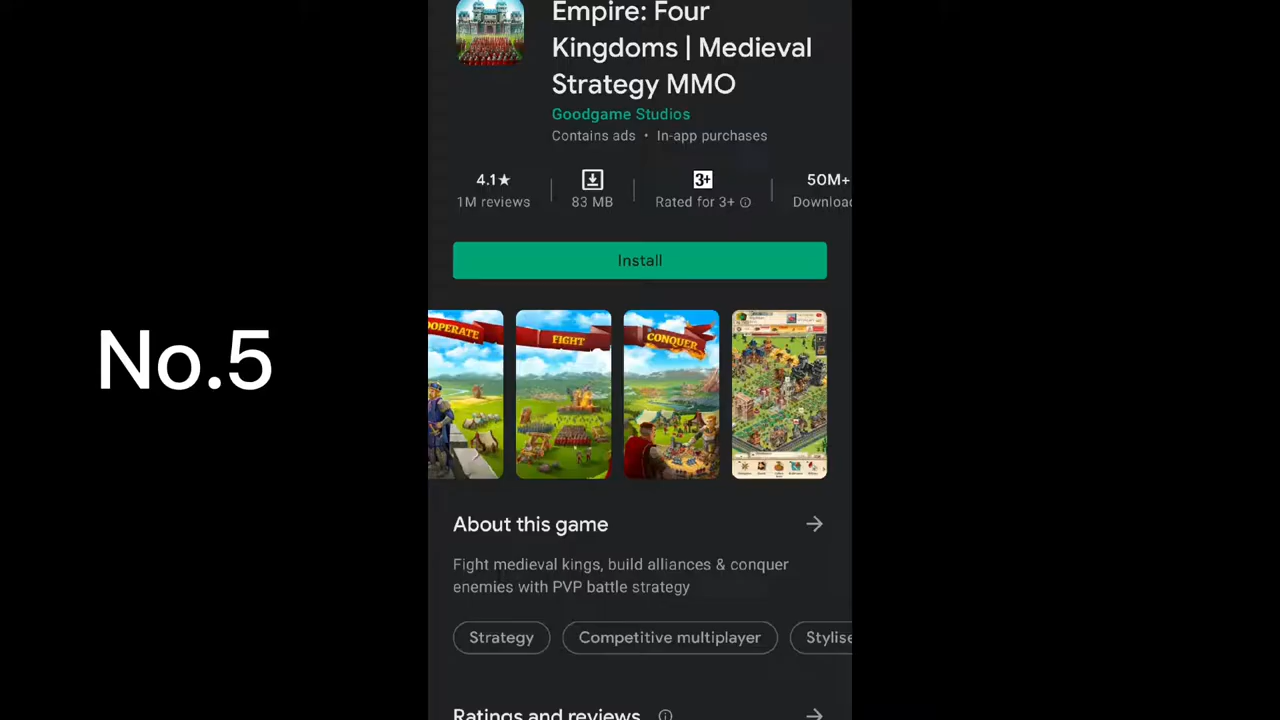 Empire: Four
Kingdoms | Medieval
Strategy MMO
Goodgame Studios
Contains ads • In-app purchases
4.1★
1M reviews
83 MB
3+
Rated for 3+
50M+
Downloa
Install
No.5
OPERATE
FIGHT
CONQUER
About this game
Fight medieval kings, build alliances & conquer
enemies with PVP battle strategy
Strategy
Competitive multiplayer
Stylise
Ratings and reviews